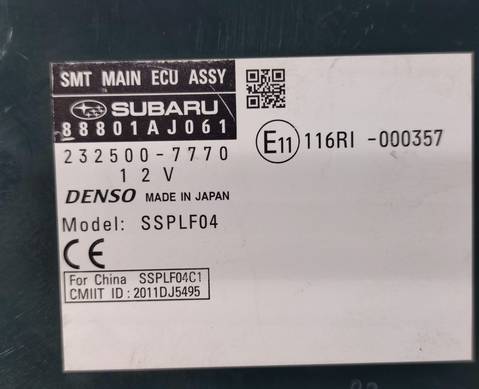 SMT MAIN ECU ASSY
SUBARU
88801AJ061
232500-7770
12V
DENSO MADE IN JAPAN
Model: SSPLF04
CE
For China SSPLF04C1
CMIIT ID : 2011DJ5495
E11 116RI -000357